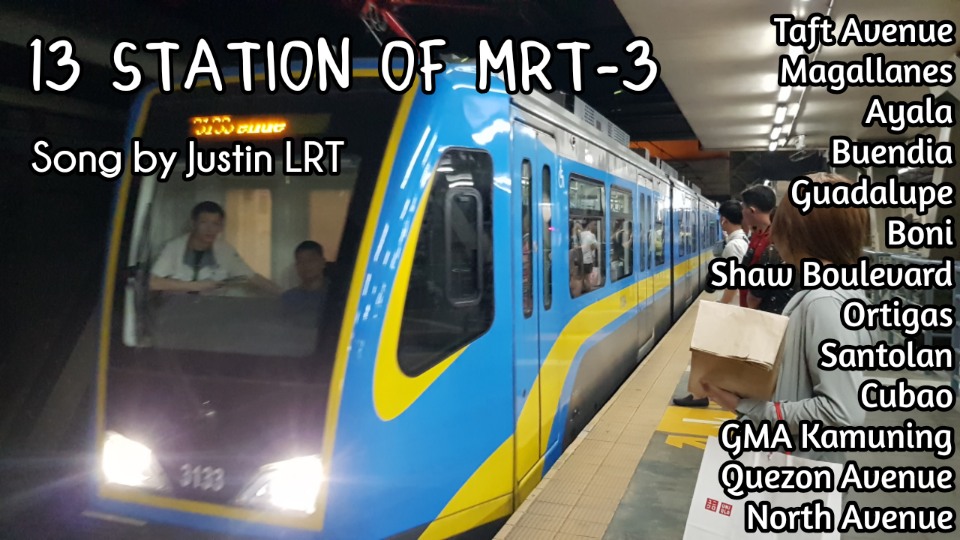 13 STATION OF MRT-3
Song by Justin LRT
Taft Avenue
Magallanes
Ayala
Buendia
Guadalupe
Boni
Shaw Boulevard
Ortigas
Santolan
Cubao
GMA Kamuning
Quezon Avenue
North Avenue
3133